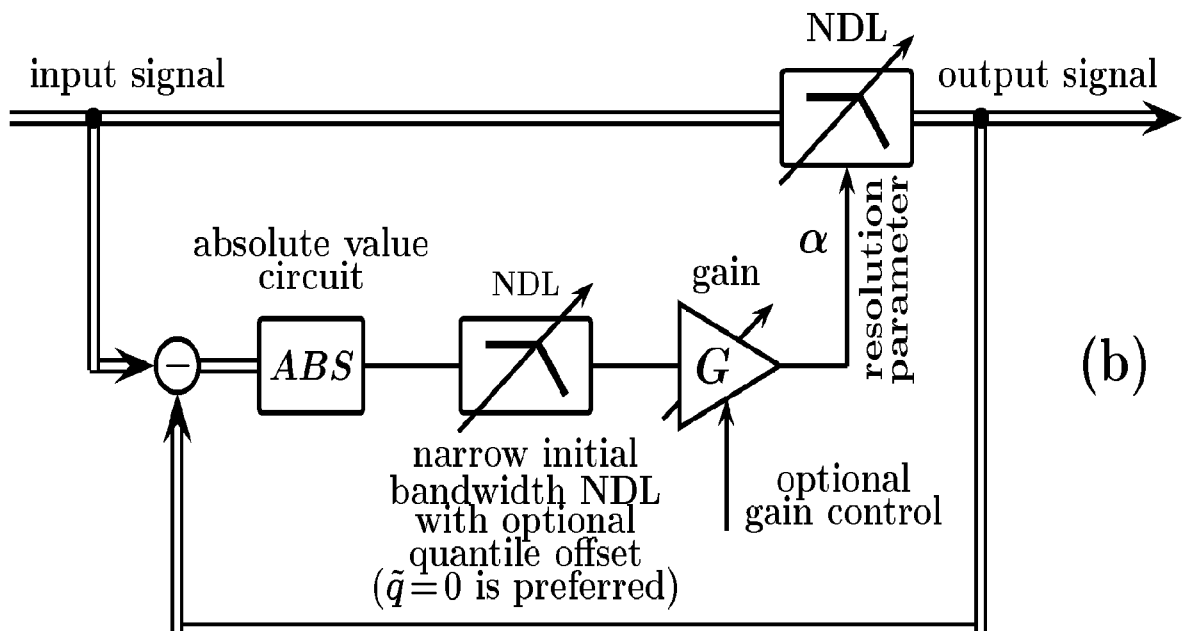 NDL
input signal
output signal
absolute value
circuit
NDL
gain
α
resolution
parameter
ABS
G
−
(b)
narrow initial
bandwidth NDL
with optional
quantile offset
(q̃=0 is preferred)
optional
gain control